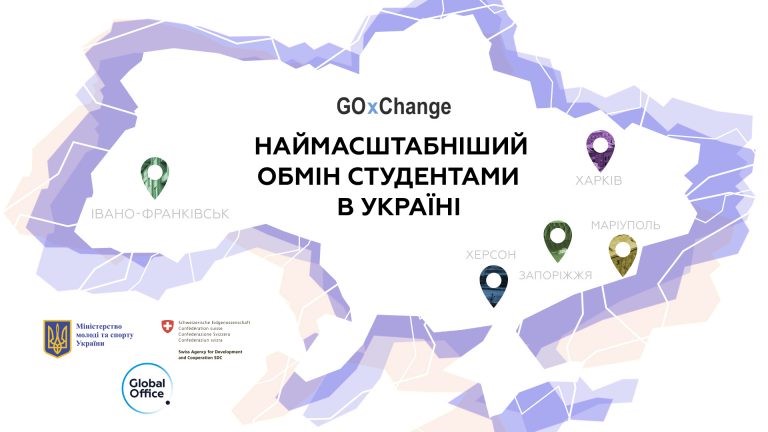 GOxChange
НАЙМАСШТАБНІШИЙ
ОБМІН СТУДЕНТАМИ
В УКРАЇНІ
ХАРКІВ
ІВАНО-ФРАНКІВСЬК
МАРІУПОЛЬ
ХЕРСОН
ЗАПОРІЖЖЯ
Міністерство
молоді та спорту
України
Schweizerische Eidgenossenschaft
Confédération suisse
Confederazione Svizzera
Confederaziun svizra
Swiss Agency for Development
and Cooperation SDC
Global
Office